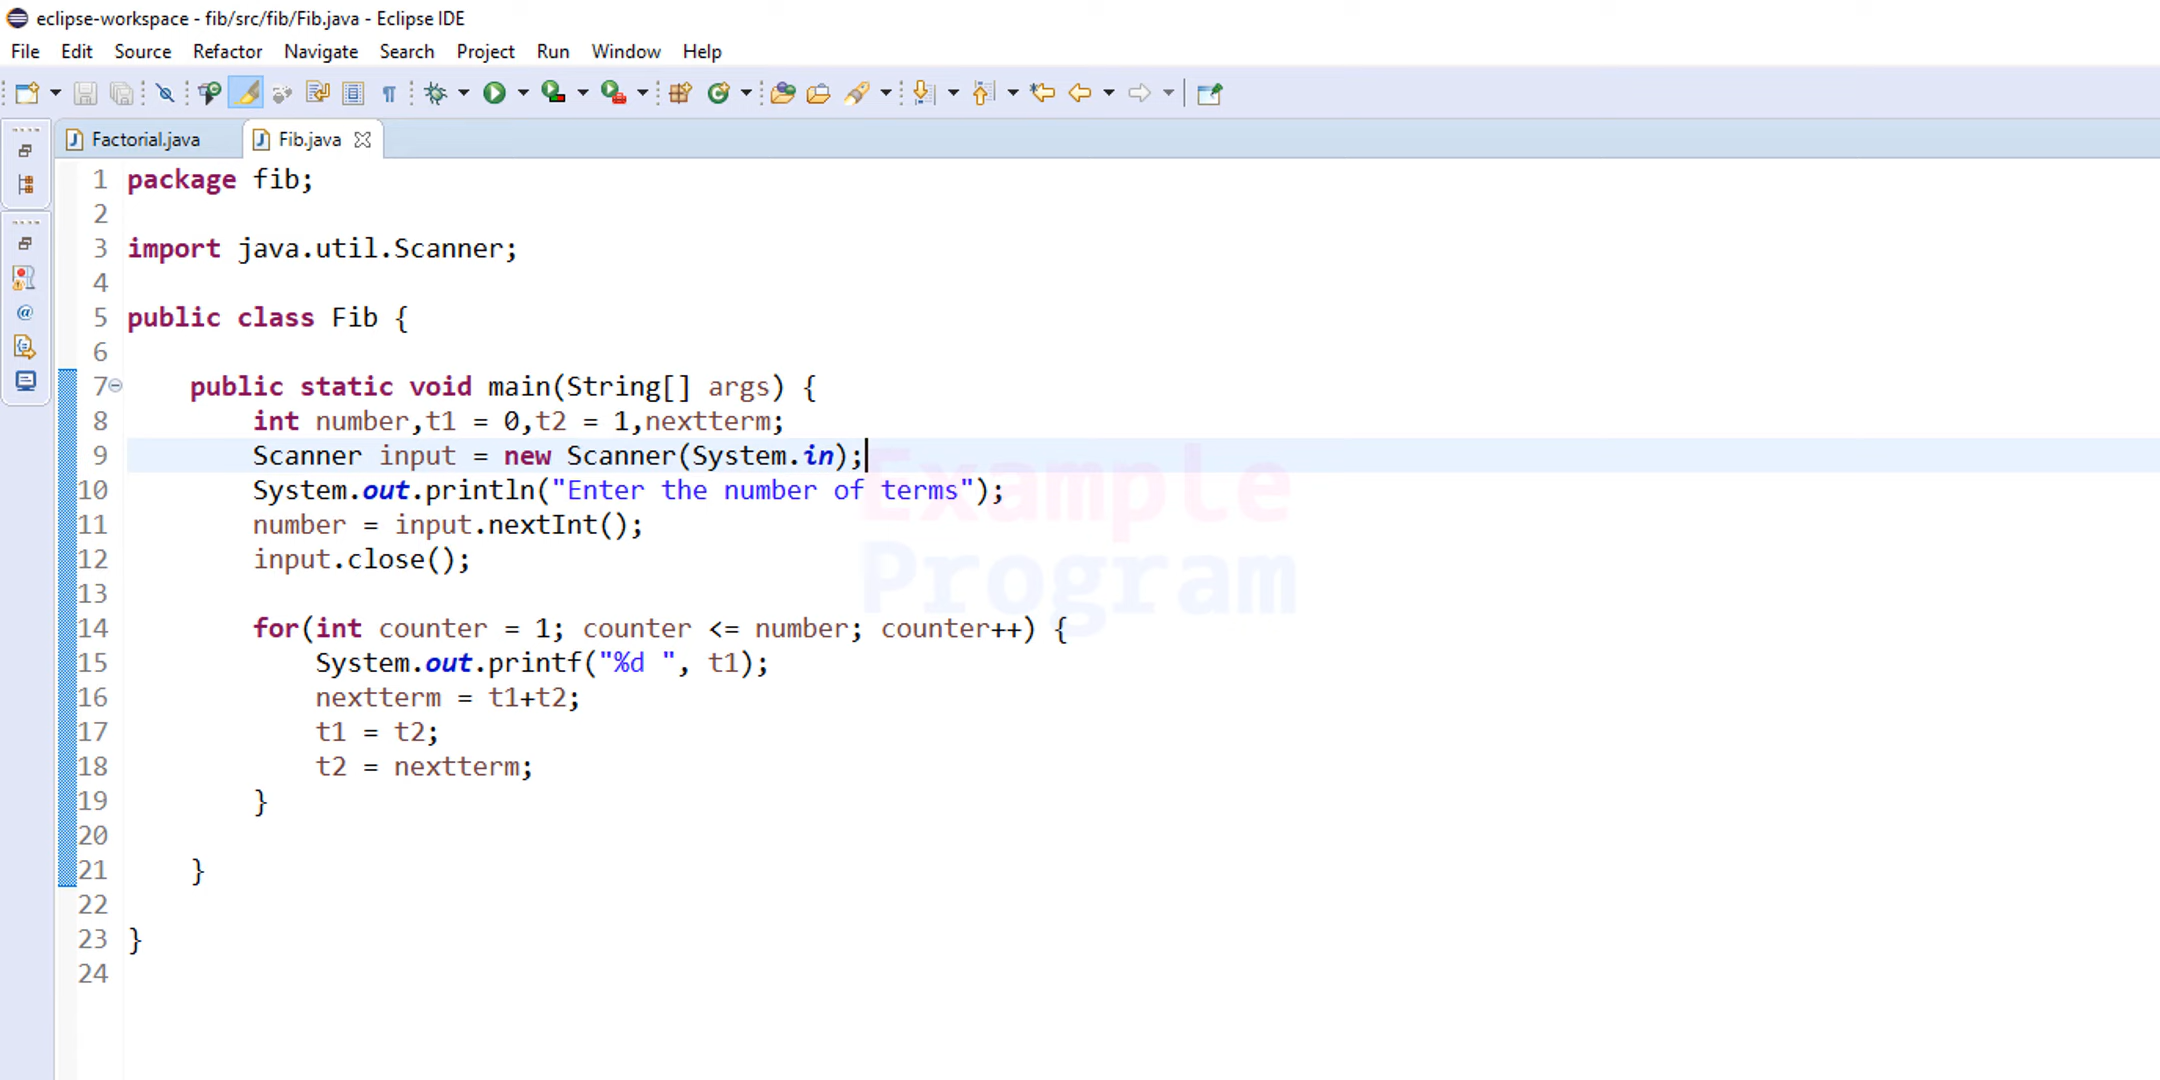 eclipse-workspace - fib/src/fib/Fib.java - Eclipse IDE
File Edit Source Refactor Navigate Search Project Run Window Help
Factorial.java Fib.java
1 package fib;
2
3 import java.util.Scanner;
4
5 public class Fib {
6
7 public static void main(String[] args) {
8 int number,t1 = 0,t2 = 1,nextterm;
9 Scanner input = new Scanner(System.in);
10 System.out.println("Enter the number of terms");
11 number = input.nextInt();
12 input.close();
13
14 for(int counter = 1; counter <= number; counter++) {
15 System.out.printf("%d ", t1);
16 nextterm = t1+t2;
17 t1 = t2;
18 t2 = nextterm;
19 }
20
21 }
22
23 }
24
Example
Program